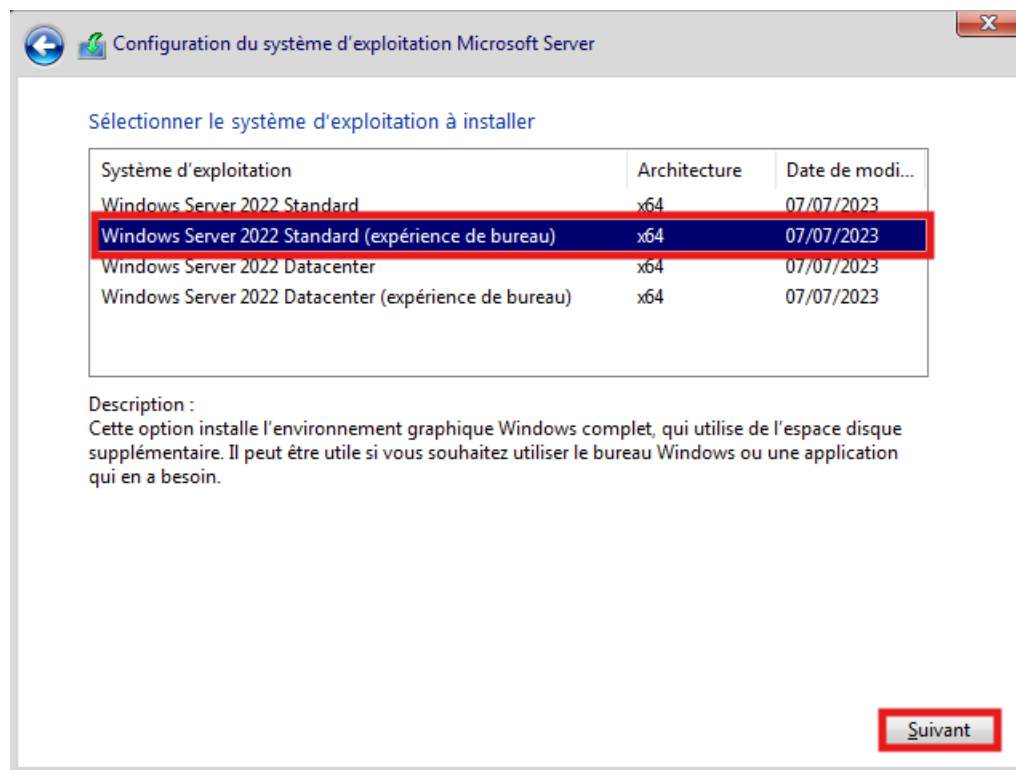 Configuration du système d'exploitation Microsoft Server
Sélectionner le système d'exploitation à installer
Système d'exploitation Architecture Date de modi...
Windows Server 2022 Standard x64 07/07/2023
Windows Server 2022 Standard (expérience de bureau) x64 07/07/2023
Windows Server 2022 Datacenter x64 07/07/2023
Windows Server 2022 Datacenter (expérience de bureau) x64 07/07/2023
Description :
Cette option installe l'environnement graphique Windows complet, qui utilise de l'espace disque
supplémentaire. Il peut être utile si vous souhaitez utiliser le bureau Windows ou une application
qui en a besoin.
Suivant